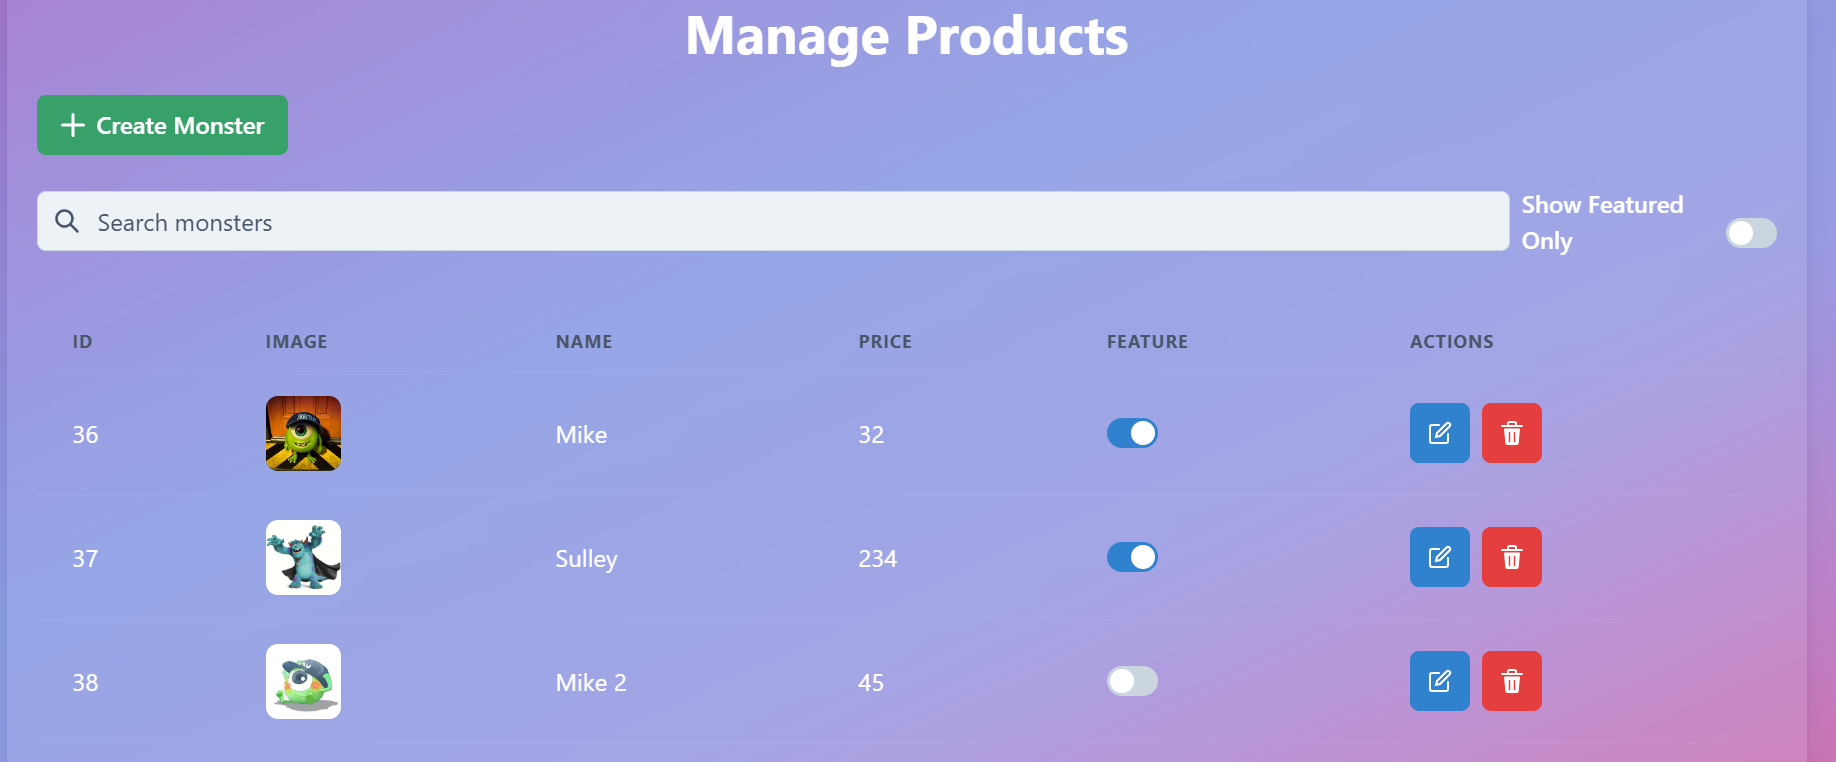 Manage Products
Create Monster
Search monsters
Show Featured
Only
ID IMAGE NAME PRICE FEATURE ACTIONS
36 Mike 32
37 Sulley 234
38 Mike 2 45